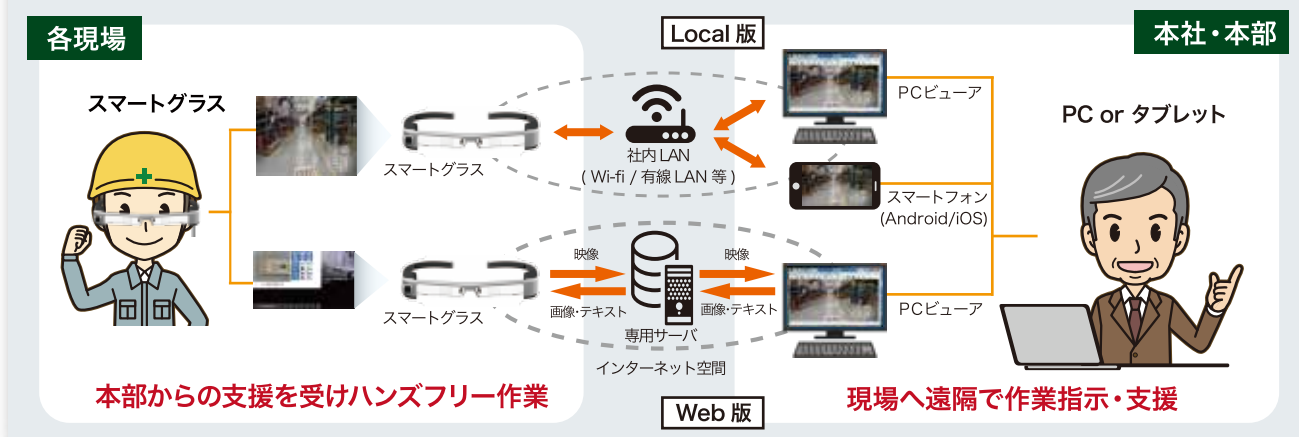 各現場
Local 版
本社・本部
スマートグラス
PCビューア
PC or タブレット
スマートグラス
社内 LAN
( Wi-fi / 有線 LAN 等 )
スマートフォン
(Android/iOS)
映像
映像
画像・テキスト
画像・テキスト
スマートグラス
PCビューア
専用サーバ
インターネット空間
本部からの支援を受けハンズフリー作業
現場へ遠隔で作業指示・支援
Web 版